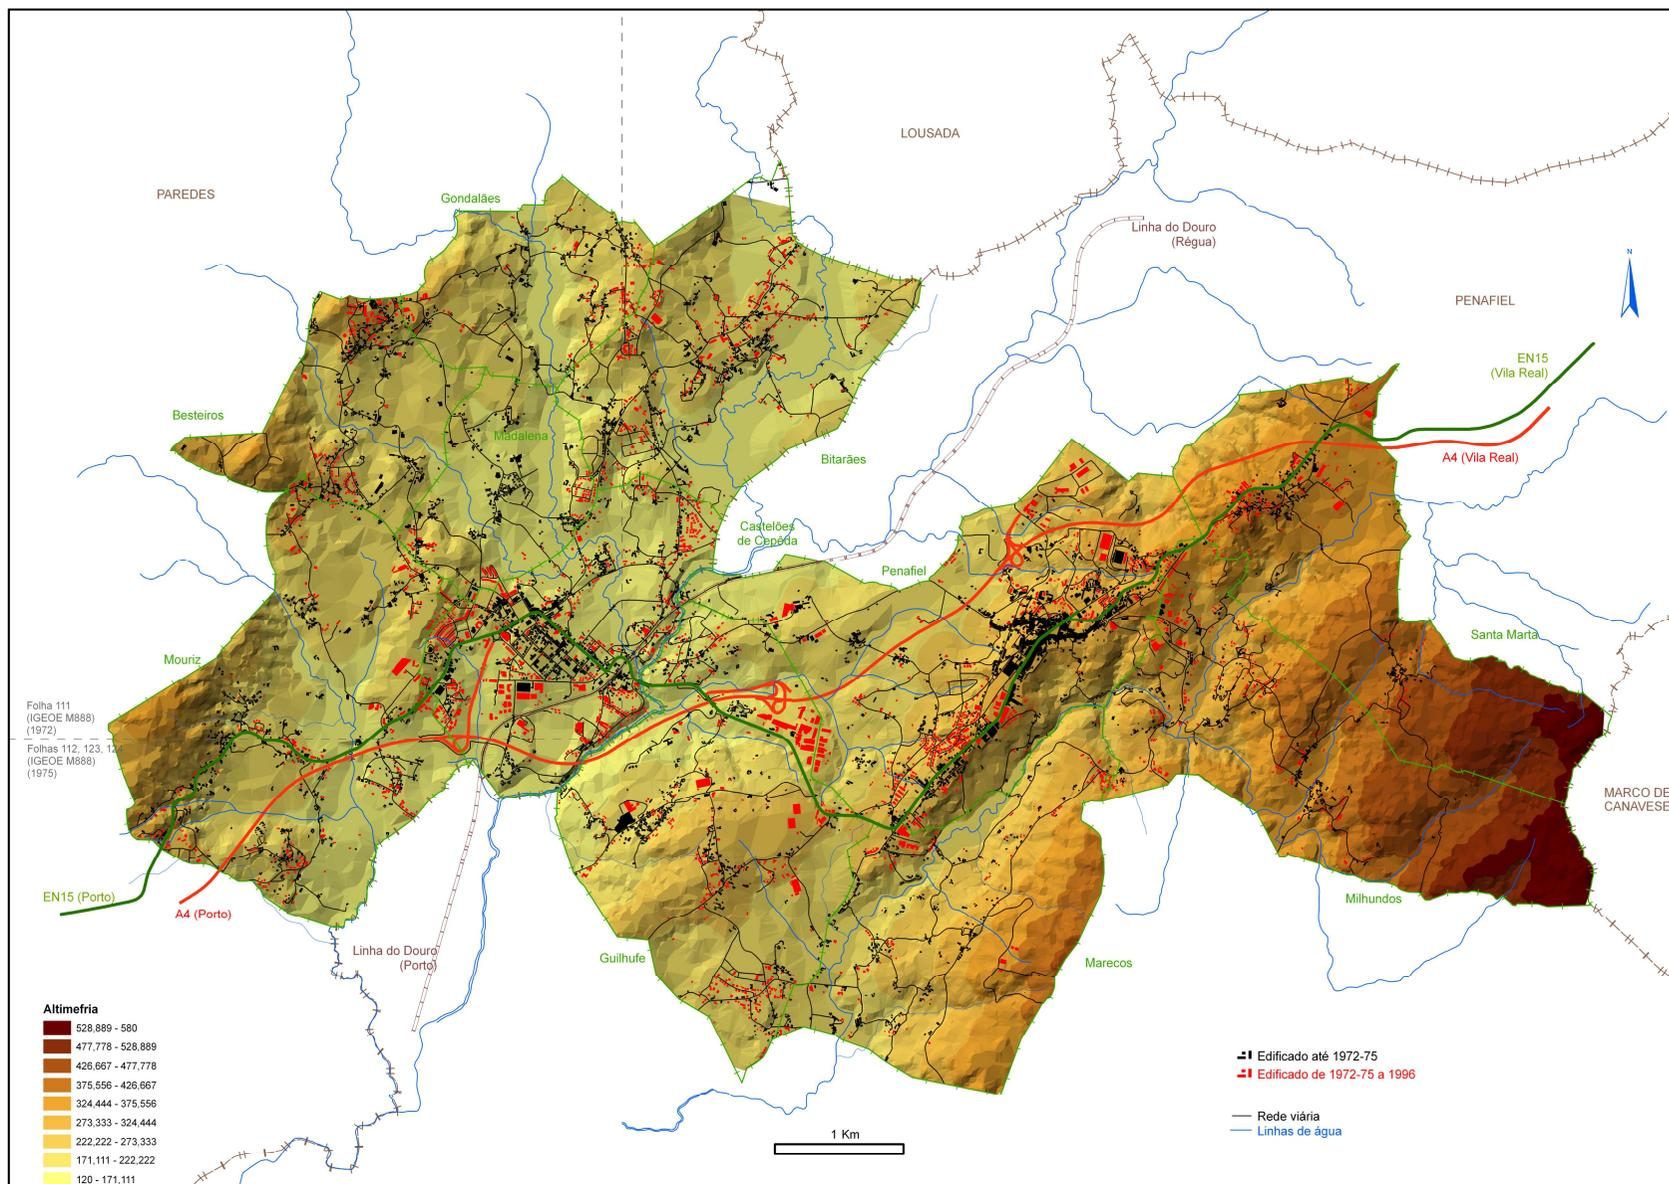 LOUSADA
PAREDES
Gondalães
Linha do Douro
(Régua)
N
PENAFIEL
EN15
(Vila Real)
Besteiros
Madalena
Bitarães
A4 (Vila Real)
Castelões
de Cepêda
Penafiel
Santa Marta
Mouriz
Folha 111
(IGEOE M888)
(1972)
Folhas 112, 123, 124
(IGEOE M888)
(1975)
MARCO DE
CANAVESE
EN15 (Porto)
A4 (Porto)
Milhundos
Linha do Douro
(Porto)
Guilhufe
Marecos
Altimefria
528,889 - 580
477,778 - 528,889
426,667 - 477,778
375,556 - 426,667
324,444 - 375,556
273,333 - 324,444
222,222 - 273,333
171,111 - 222,222
120 - 171,111
Edificado até 1972-75
Edificado de 1972-75 a 1996
Rede viária
Linhas de água
1 Km